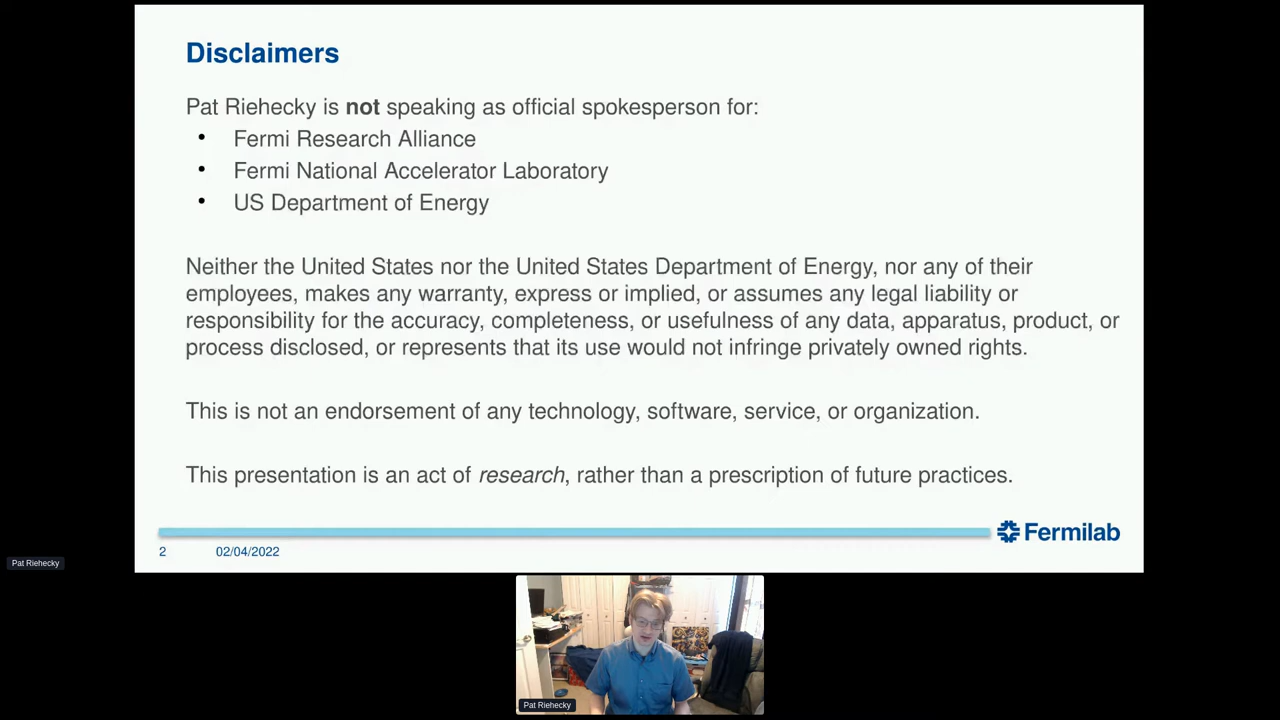 Disclaimers
Pat Riehecky is not speaking as official spokesperson for:
• Fermi Research Alliance
• Fermi National Accelerator Laboratory
• US Department of Energy
Neither the United States nor the United States Department of Energy, nor any of their
employees, makes any warranty, express or implied, or assumes any legal liability or
responsibility for the accuracy, completeness, or usefulness of any data, apparatus, product, or
process disclosed, or represents that its use would not infringe privately owned rights.
This is not an endorsement of any technology, software, service, or organization.
This presentation is an act of research, rather than a prescription of future practices.
Fermilab
2 02/04/2022
Pat Riehecky
Pat Riehecky